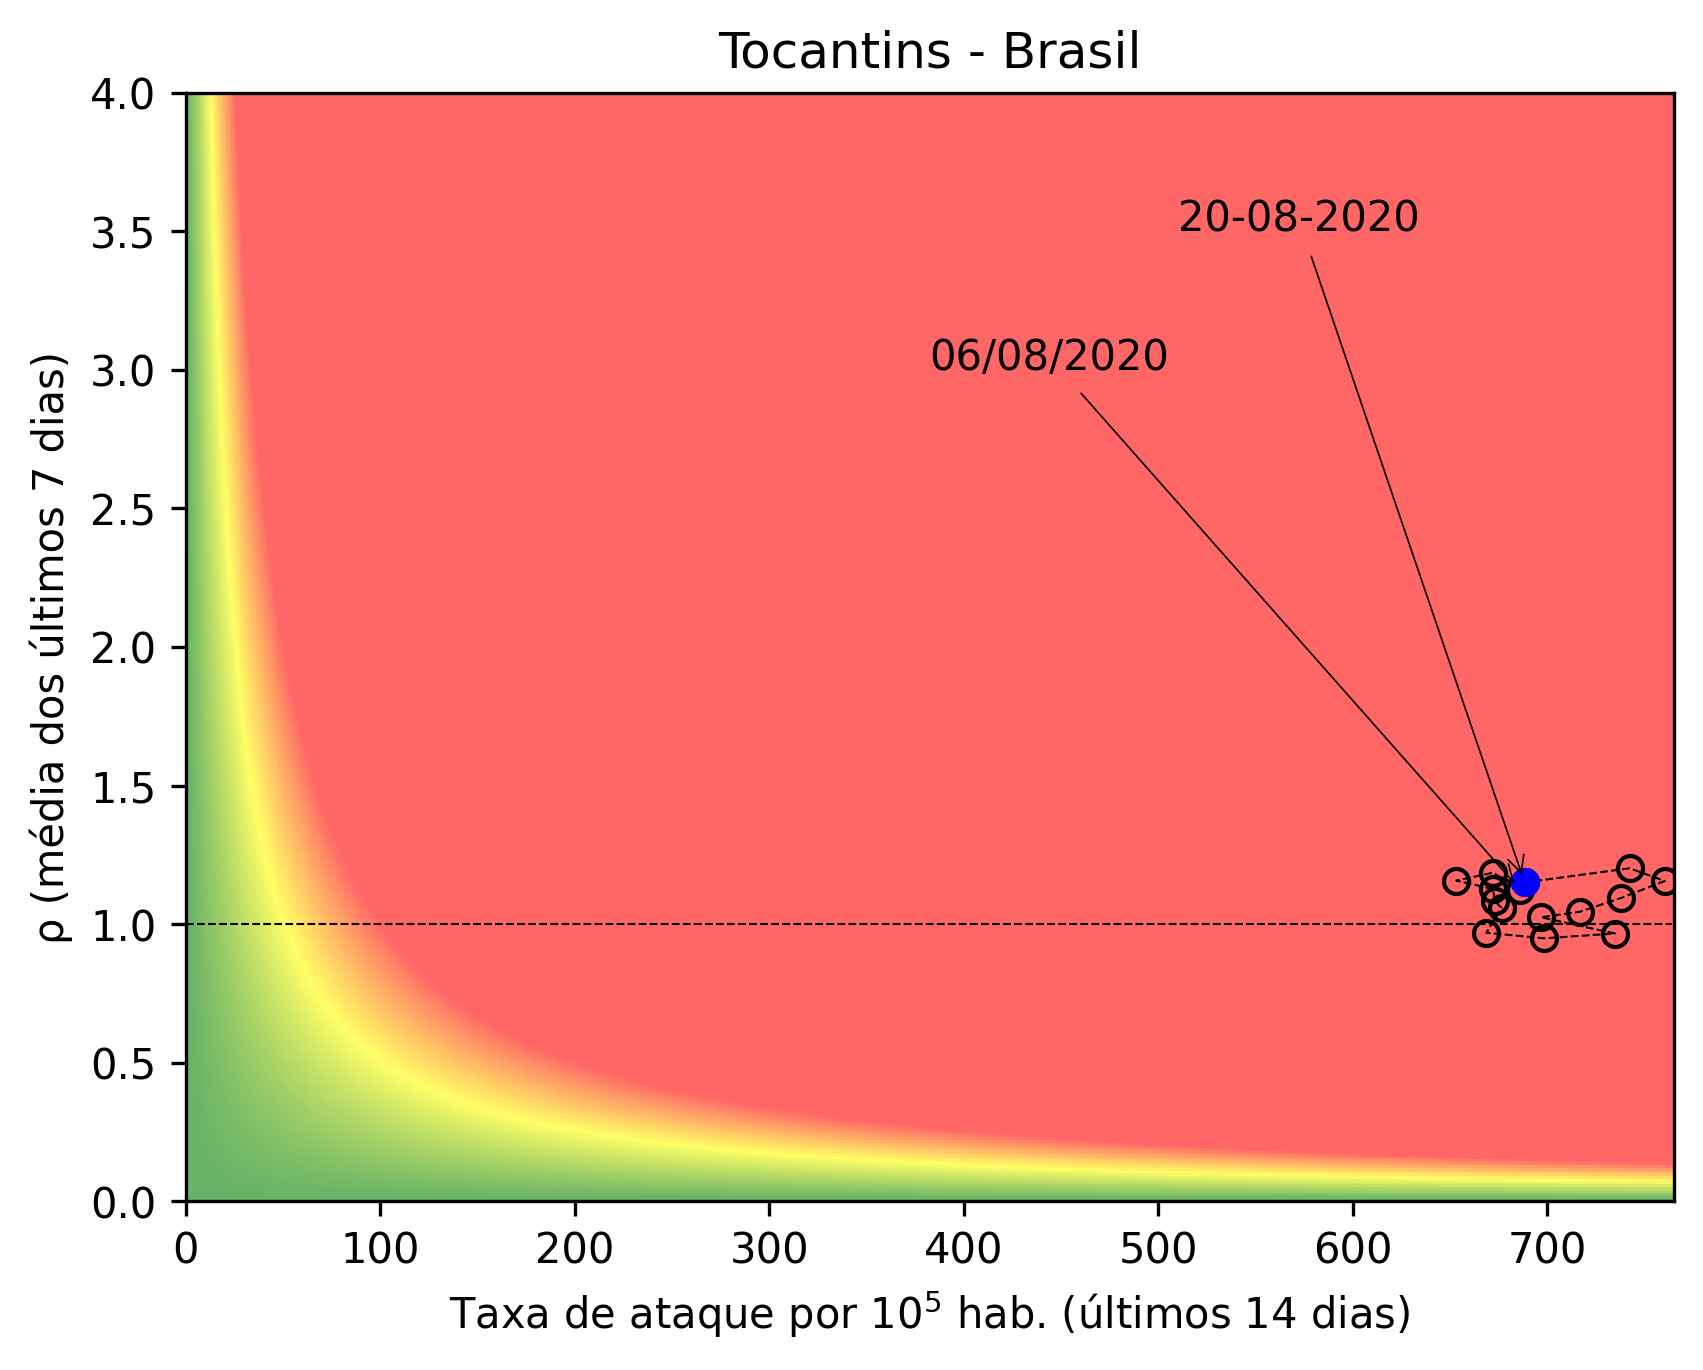 Tocantins - Brasil
4.0
3.5
3.0
2.5
2.0
1.5
1.0
0.5
0.0
ρ (média dos últimos 7 dias)
20-08-2020
06/08/2020
0 100 200 300 400 500 600 700
Taxa de ataque por 10⁵ hab. (últimos 14 dias)